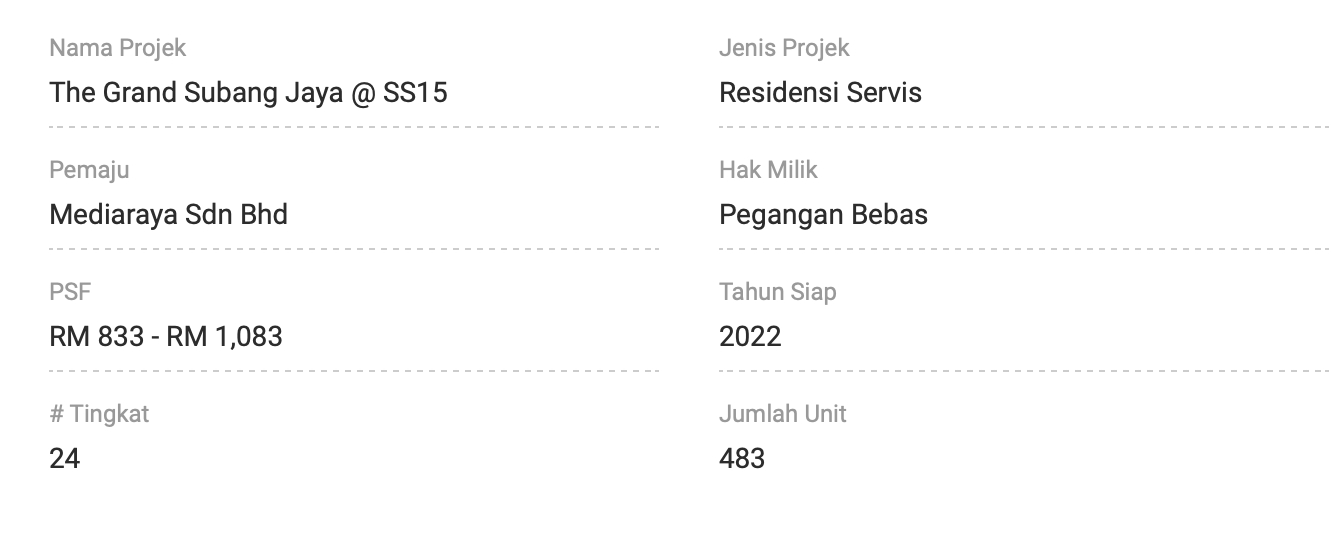 Nama Projek
The Grand Subang Jaya @ SS15
Jenis Projek
Residensi Servis
Pemaju
Mediaraya Sdn Bhd
Hak Milik
Pegangan Bebas
PSF
RM 833 - RM 1,083
Tahun Siap
2022
# Tingkat
24
Jumlah Unit
483